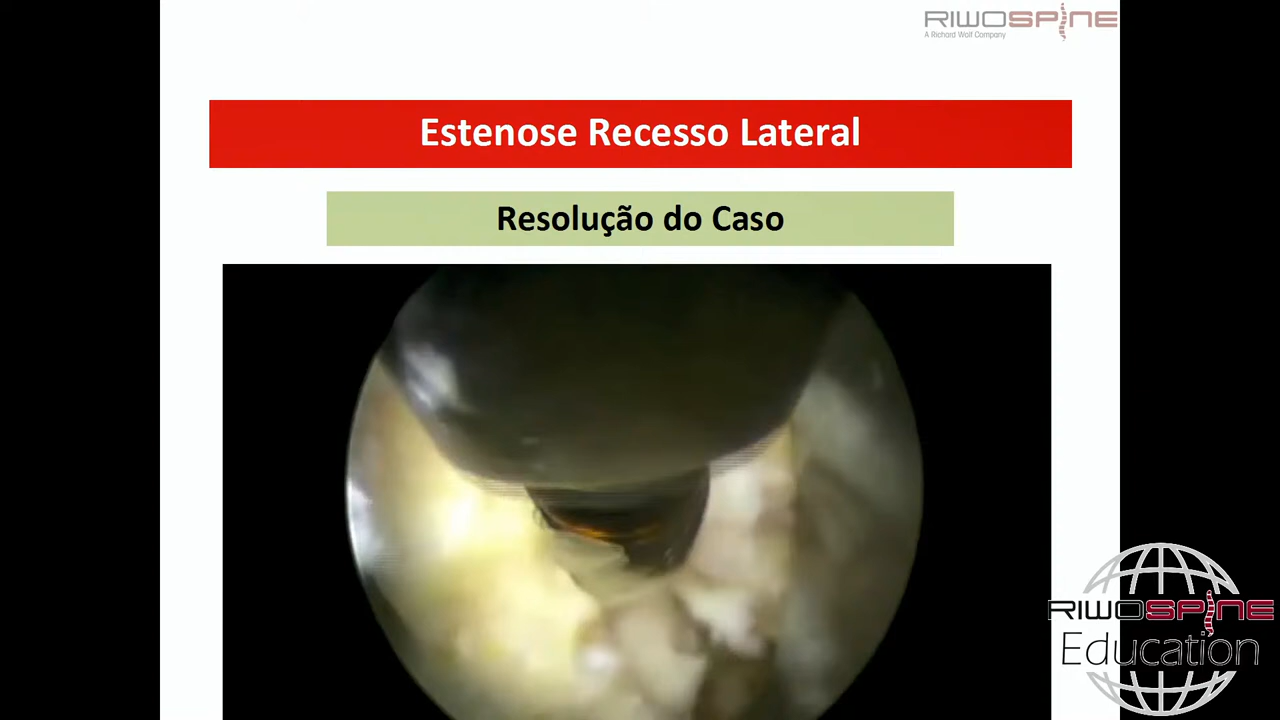 RIWOSPINE
A Richard Wolf Company
Estenose Recesso Lateral
Resolução do Caso
RIWOSPINE
Education